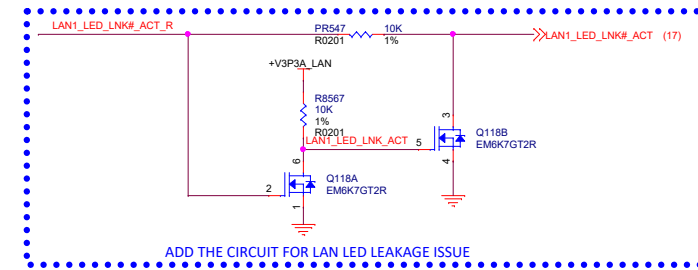 LAN1_LED_LNK#_ACT_R
PR547 10K
R0201 1%
LAN1_LED_LNK#_ACT (17)
+V3P3A_LAN
R8567
10K
1%
R0201
LAN1_LED_LNK_ACT 5
3
Q118B
EM6K7GT2R
4
6
2
Q118A
EM6K7GT2R
1
ADD THE CIRCUIT FOR LAN LED LEAKAGE ISSUE